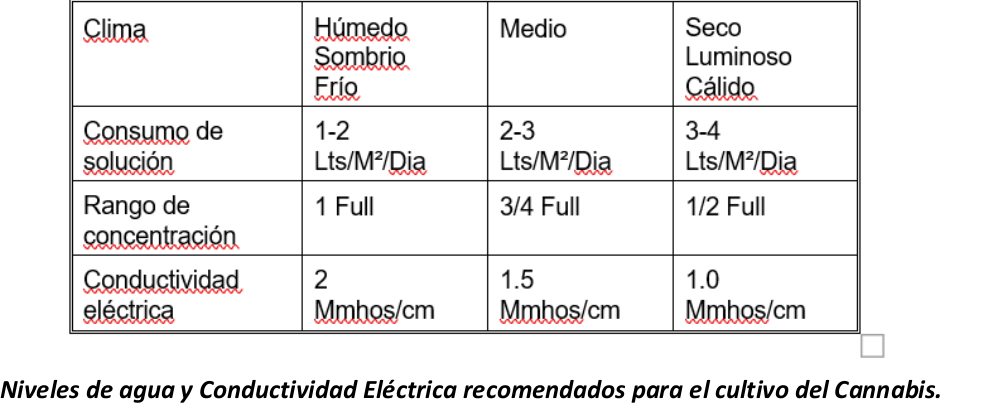 Clima
Húmedo
Sombrio
Frío
Medio
Seco
Luminoso
Cálido
Consumo de
solución
1-2
Lts/M²/Dia
2-3
Lts/M²/Dia
3-4
Lts/M²/Dia
Rango de
concentración
1 Full
3/4 Full
1/2 Full
Conductividad
eléctrica
2
Mmhos/cm
1.5
Mmhos/cm
1.0
Mmhos/cm
Niveles de agua y Conductividad Eléctrica recomendados para el cultivo del Cannabis.